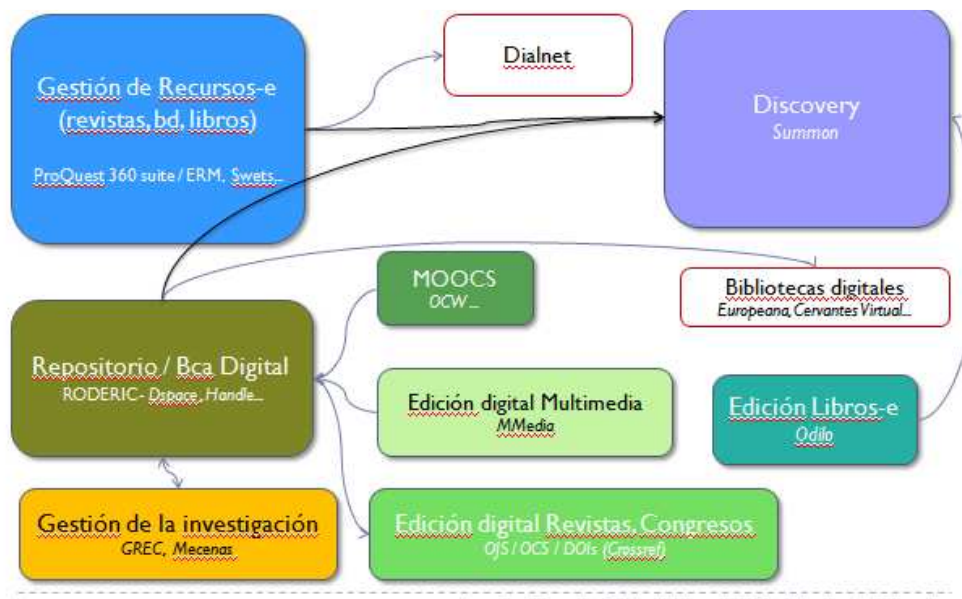 Gestión de Recursos-e
(revistas, bd, libros)
ProQuest 360 suite / ERM, Swets,..
Dialnet
Discovery
Summon
MOOCS
OCW ...
Bibliotecas digitales
Europeana, Cervantes Virtual...
Repositorio / Bca Digital
RODERIC- Dspace, Handle...
Edición digital Multimedia
MMedia
Edición Libros-e
Odilo
Gestión de la investigación
GREC, Mecenas
Edición digital Revistas, Congresos
OJS / OCS / DOIs (Crossref)